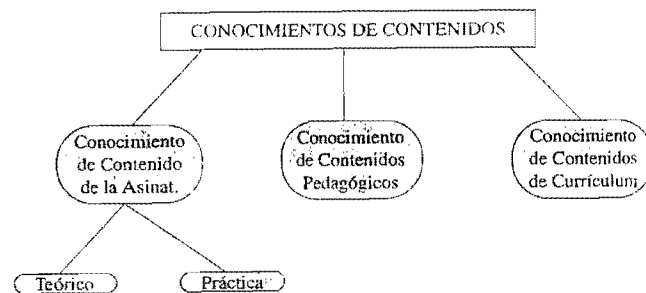 CONOCIMIENTOS DE CONTENIDOS
Conocimiento
de Contenido
de la Asinat.
Conocimiento
de Contenidos
Pedagógicos
Conocimiento
de Contenidos
de Currículum
Teórico
Práctica